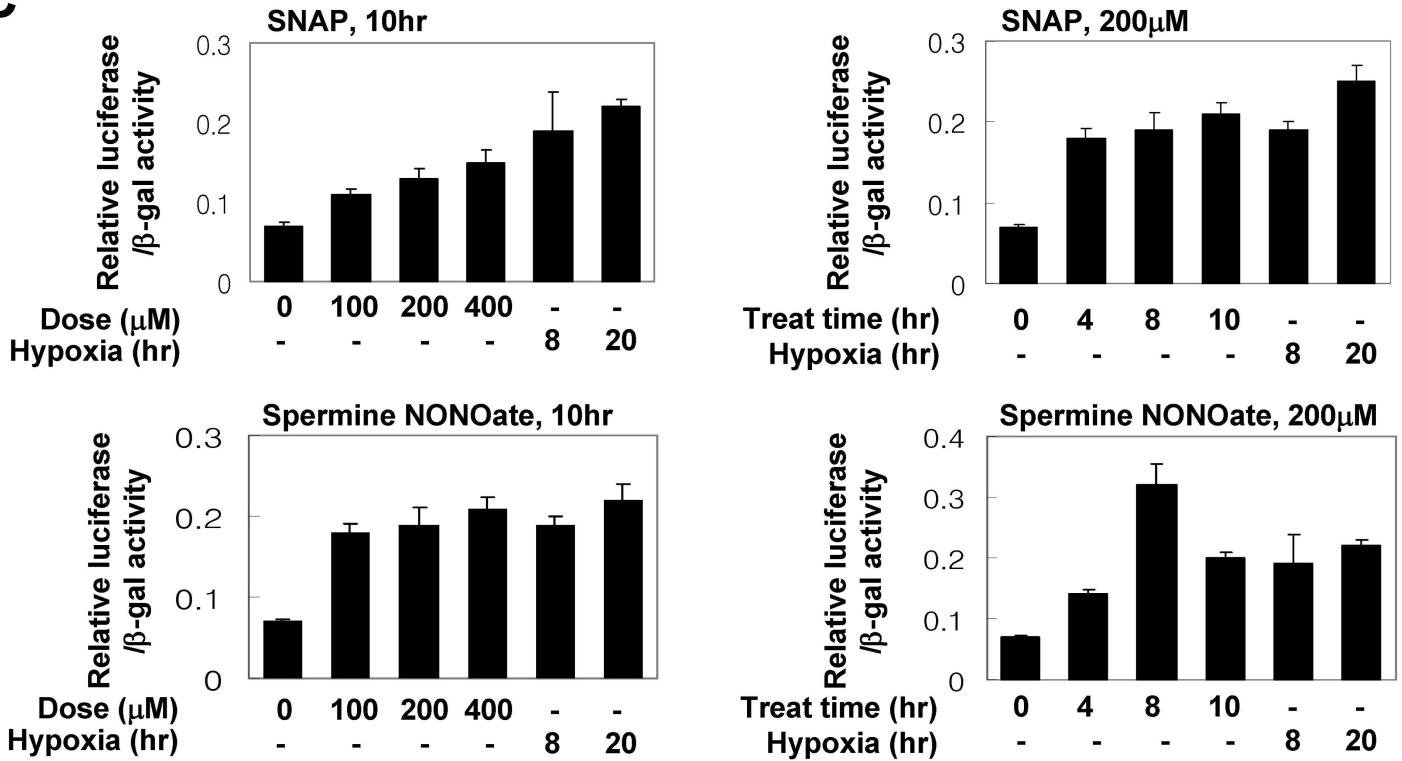 C
SNAP, 10hr
Relative luciferase
/β-gal activity
0.3
0.2
0.1
0
Dose (μM) 0 100 200 400 - -
Hypoxia (hr) - - - - 8 20
SNAP, 200μM
Relative luciferase
/β-gal activity
0.3
0.2
0.1
0
Treat time (hr) 0 4 8 10 - -
Hypoxia (hr) - - - - 8 20
Spermine NONOate, 10hr
Relative luciferase
/β-gal activity
0.3
0.2
0.1
0
Dose (μM) 0 100 200 400 - -
Hypoxia (hr) - - - - 8 20
Spermine NONOate, 200μM
Relative luciferase
/β-gal activity
0.4
0.3
0.2
0.1
0
Treat time (hr) 0 4 8 10 - -
Hypoxia (hr) - - - - 8 20